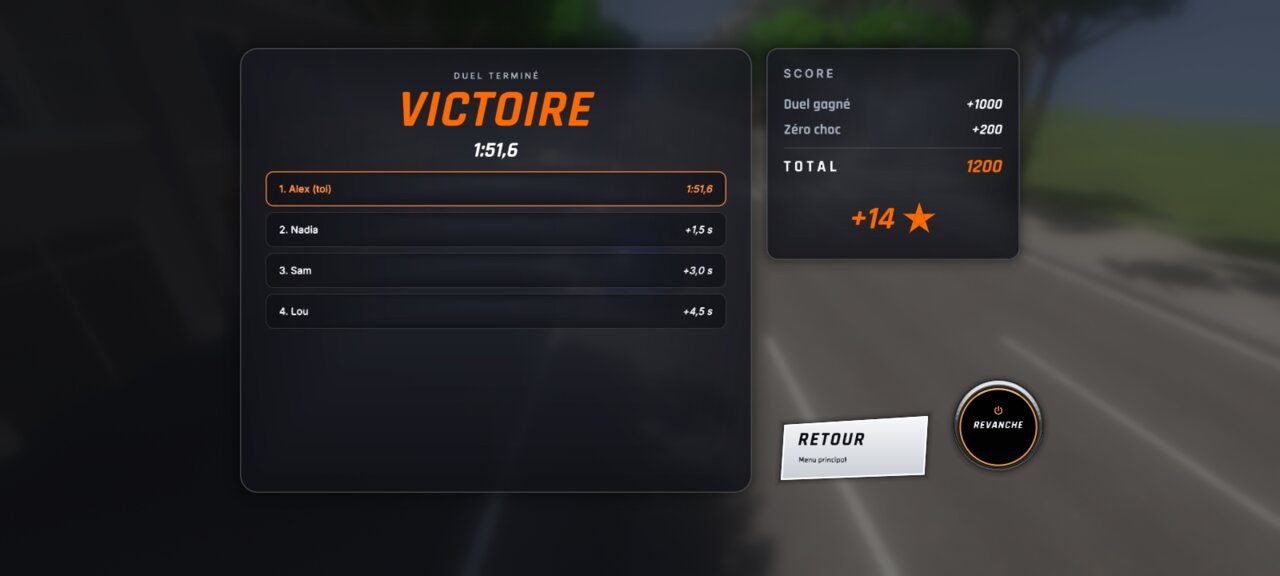 DUEL TERMINÉ
VICTOIRE
1:51,6
1. Alex (toi) 1:51,6
2. Nadia +1,5 s
3. Sam +3,0 s
4. Lou +4,5 s
SCORE
Duel gagné +1000
Zéro choc +200
TOTAL 1200
+14
RETOUR
Menu principal
REVANCHE